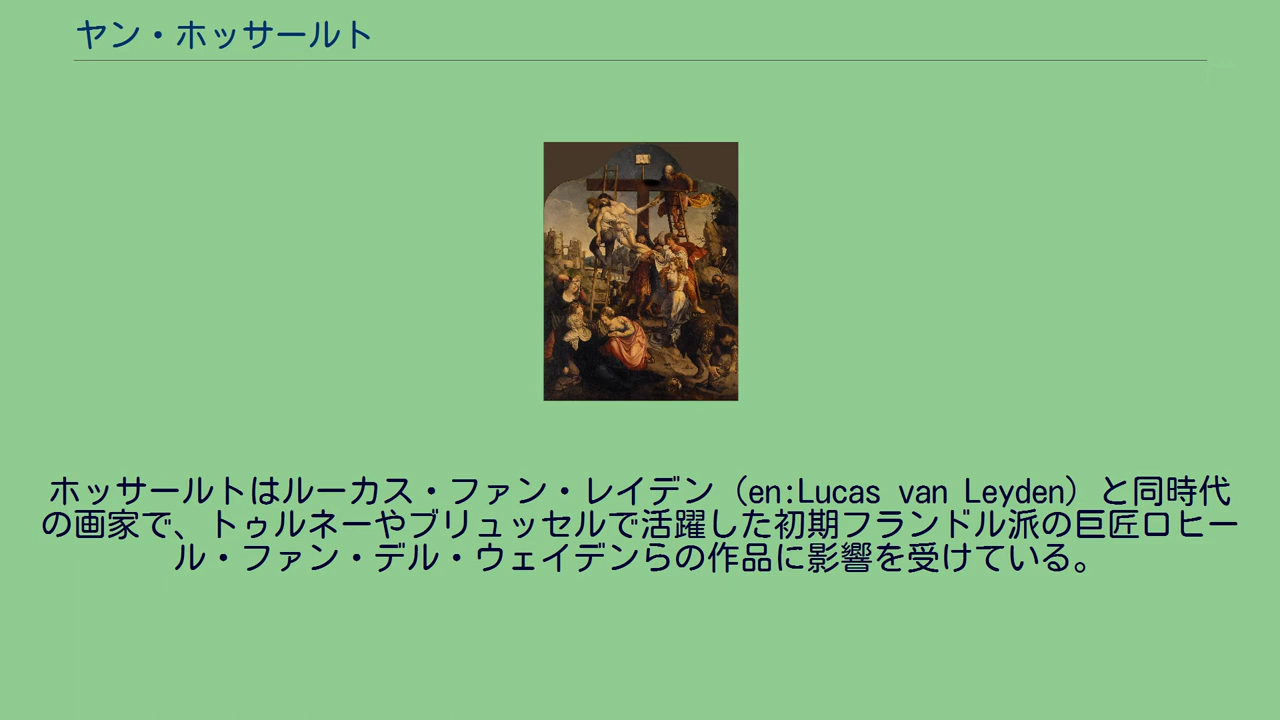 ヤン・ホッサールト
ホッサールトはルーカス・ファン・レイデン（en:Lucas van Leyden）と同時代
の画家で、トゥルネーやブリュッセルで活躍した初期フランドル派の巨匠ロヒー
ル・ファン・デル・ウェイデンらの作品に影響を受けている。